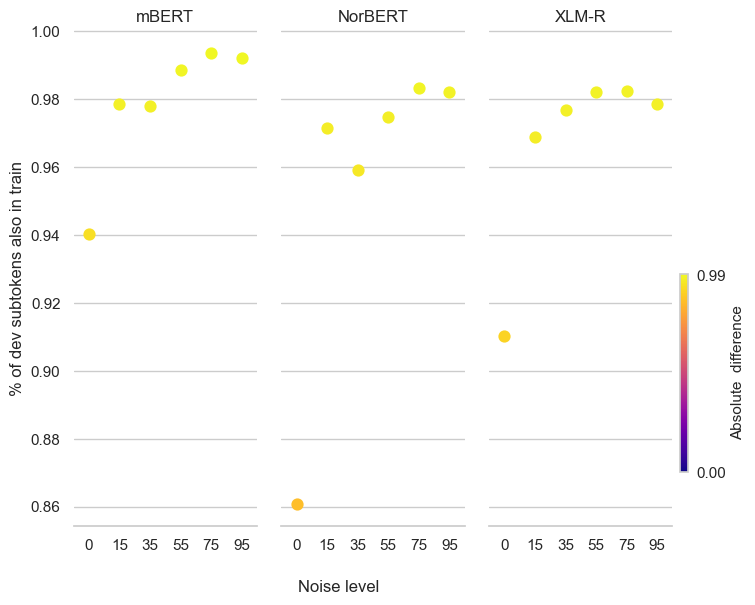 mBERT NorBERT XLM-R
1.00
0.98
0.96
0.94
0.92
0.90
0.88
0.86
% of dev subtokens also in train
0 15 35 55 75 95 0 15 35 55 75 95 0 15 35 55 75 95
Noise level
0.99
0.00
Absolute difference